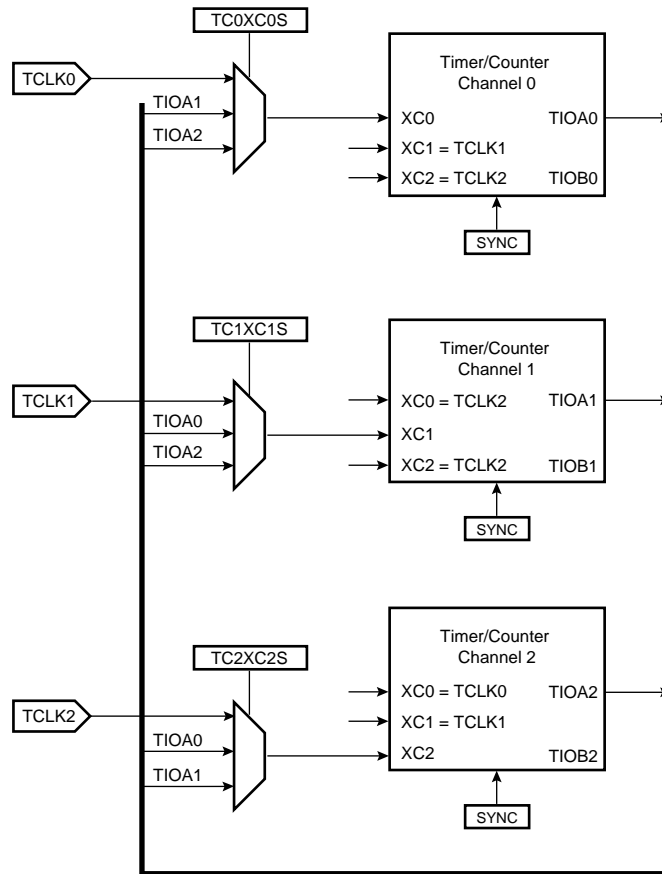 TC0XC0S
TCLK0
TIOA1
TIOA2
Timer/Counter
Channel 0
XC0
TIOA0
XC1 = TCLK1
XC2 = TCLK2
TIOB0
SYNC
TC1XC1S
TCLK1
TIOA0
TIOA2
Timer/Counter
Channel 1
XC0 = TCLK2
TIOA1
XC1
XC2 = TCLK2
TIOB1
SYNC
TC2XC2S
TCLK2
TIOA0
TIOA1
Timer/Counter
Channel 2
XC0 = TCLK0
TIOA2
XC1 = TCLK1
XC2
TIOB2
SYNC